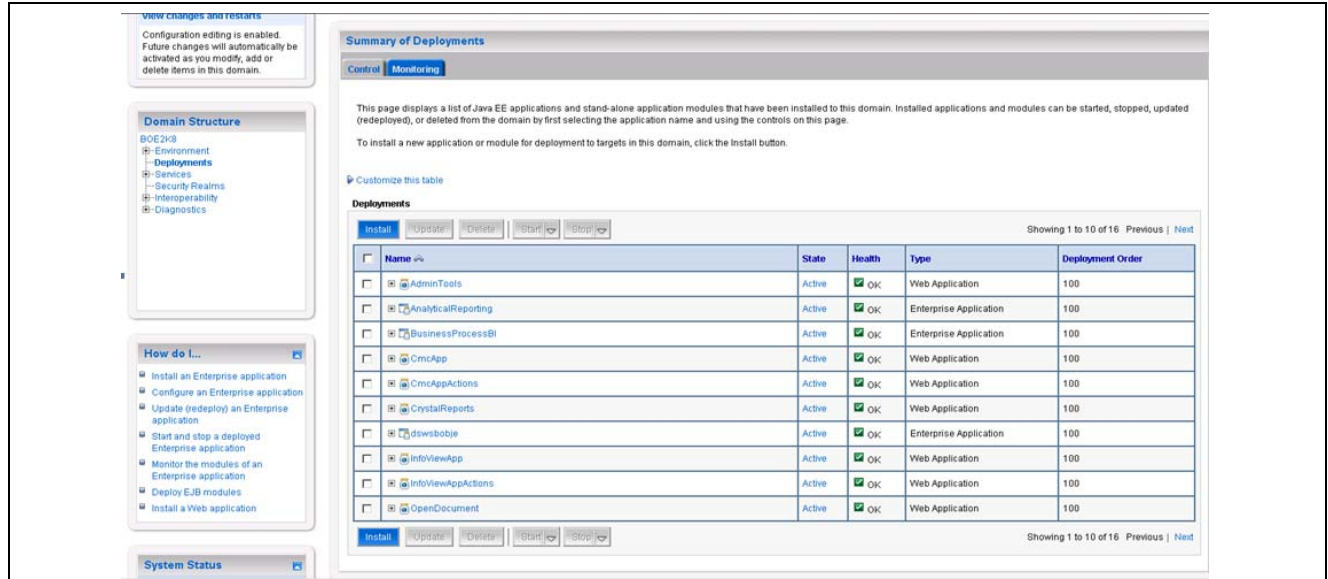 View changes and restarts
Configuration editing is enabled.
Future changes will automatically be
activated as you modify, add or
delete items in this domain.
Domain Structure
BOE2K8
Environment
Deployments
Services
Security Realms
Interoperability
Diagnostics
How do I...
Install an Enterprise application
Configure an Enterprise application
Update (redeploy) an Enterprise
application
Start and stop a deployed
Enterprise application
Monitor the modules of an
Enterprise application
Deploy EJB modules
Install a Web application
System Status
Summary of Deployments
Control Monitoring
This page displays a list of Java EE applications and stand-alone application modules that have been installed to this domain. Installed applications and modules can be started, stopped, updated
(redeployed), or deleted from the domain by first selecting the application name and using the controls on this page.
To install a new application or module for deployment to targets in this domain, click the Install button.
Customize this table
Deployments
Install Update Delete Start Stop Showing 1 to 10 of 16 Previous | Next
Name State Health Type Deployment Order
AdminTools Active OK Web Application 100
AnalyticalReporting Active OK Enterprise Application 100
BusinessProcessBI Active OK Enterprise Application 100
CmcApp Active OK Web Application 100
CmcAppActions Active OK Web Application 100
CrystalReports Active OK Web Application 100
dswsbobje Active OK Enterprise Application 100
InfoViewApp Active OK Web Application 100
InfoViewAppActions Active OK Web Application 100
OpenDocument Active OK Web Application 100
Install Update Delete Start Stop Showing 1 to 10 of 16 Previous | Next